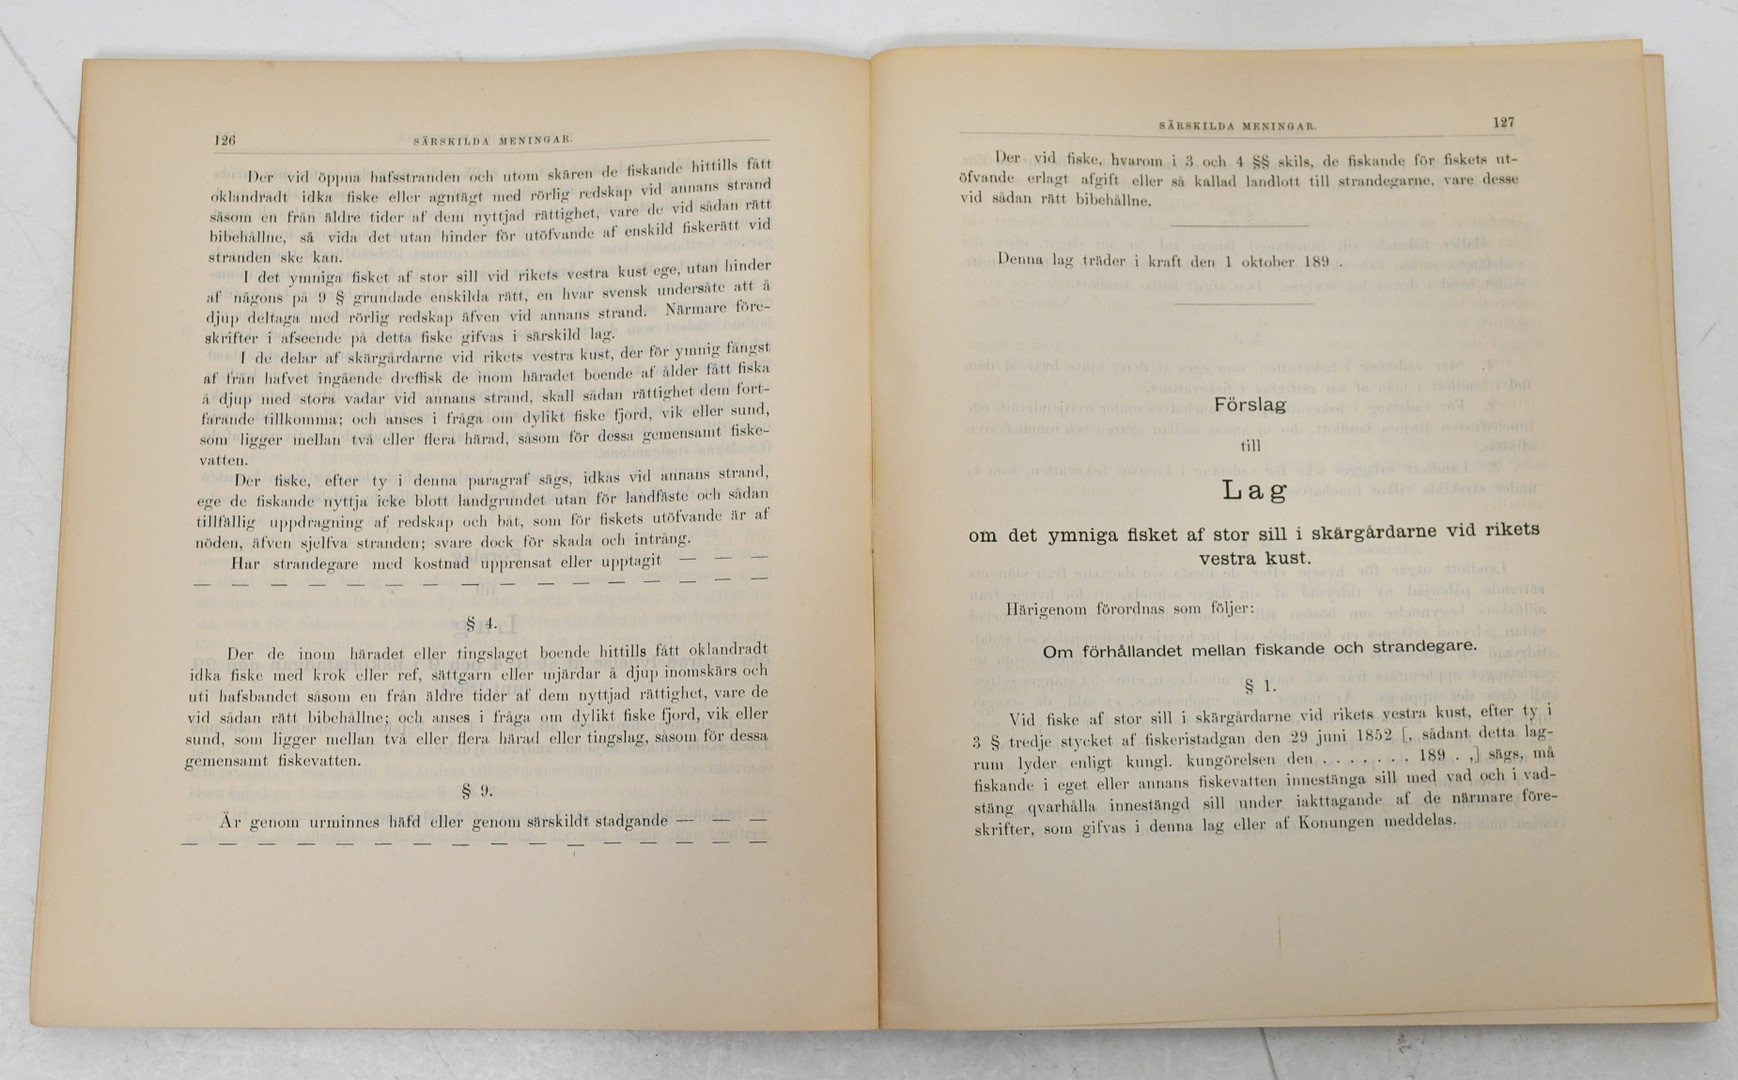 126
SÄRSKILDA MENINGAR.
Der vid öppna hafsstranden och utom skären de fiskande hittills fått
oklandradt idka fiske eller agntägt med rörlig redskap vid annans strand
såsom en från äldre tider af dem nyttjad rättighet, vare de vid sådan rätt
bibehållne, så vida det utan hinder för utöfvande af enskild fiskerätt vid
stranden ske kan.
I det ymniga fisket af stor sill vid rikets vestra kust ege, utan hinder
af någons på 9 § grundade enskilda rätt, en hvar svensk undersåte att å
djup deltaga med rörlig redskap äfven vid annans strand. Närmare före-
skrifter i afseende på detta fiske gifvas i särskild lag.
I de delar af skärgårdarne vid rikets vestra kust, der för ymnig fångst
af från hafvet ingående dreffisk de inom häradet boende af ålder fått fiska
å djup med stora vadar vid annans strand, skall sådan rättighet dem fort-
farande tillkomma; och anses i fråga om dylikt fiske fjord, vik eller sund,
som ligger mellan två eller flera härad, såsom för dessa gemensamt fiske-
vatten.
Der fiske, efter ty i denna paragraf sägs, idkas vid annans strand,
ege de fiskande nyttja icke blott landgrundet utan för landfäste och sådan
tillfällig uppdragning af redskap och båt, som för fiskets utöfvande är af
nöden, äfven sjelfva stranden; svare dock för skada och intrång.
Har strandegare med kostnad upprensat eller upptagit — — —
— — — — — — — — — — — — — — — —
§ 4.
Der de inom häradet eller tingslaget boende hittills fått oklandradt
idka fiske med krok eller ref, sättgarn eller mjärdar å djup inomskärs och
uti hafsbandet såsom en från äldre tider af dem nyttjad rättighet, vare de
vid sådan rätt bibehållne; och anses i fråga om dylikt fiske fjord, vik eller
sund, som ligger mellan två eller flera härad eller tingslag, såsom för dessa
gemensamt fiskevatten.
§ 9.
Är genom urminnes häfd eller genom särskildt stadgande — — —
— — — — — — — — — — — — — — — —
SÄRSKILDA MENINGAR.
127
Der vid fiske, hvarom i 3 och 4 §§ skils, de fiskande för fiskets ut-
öfvande erlagt afgift eller så kallad landlott till strandegarne, vare desse
vid sådan rätt bibehållne.
Denna lag träder i kraft den 1 oktober 189 .
Förslag
till
Lag
om det ymniga fisket af stor sill i skärgårdarne vid rikets
vestra kust.
Härigenom förordnas som följer:
Om förhållandet mellan fiskande och strandegare.
§ 1.
Vid fiske af stor sill i skärgårdarne vid rikets vestra kust, efter ty i
3 § tredje stycket af fiskeristadgan den 29 juni 1852 [, sådant detta lag-
rum lyder enligt kungl. kungörelsen den . . . . . . . 189 . ,] sägs, må
fiskande i eget eller annans fiskevatten innestänga sill med vad och i vad-
stäng qvarhålla innestängd sill under iakttagande af de närmare före-
skrifter, som gifvas i denna lag eller af Konungen meddelas.